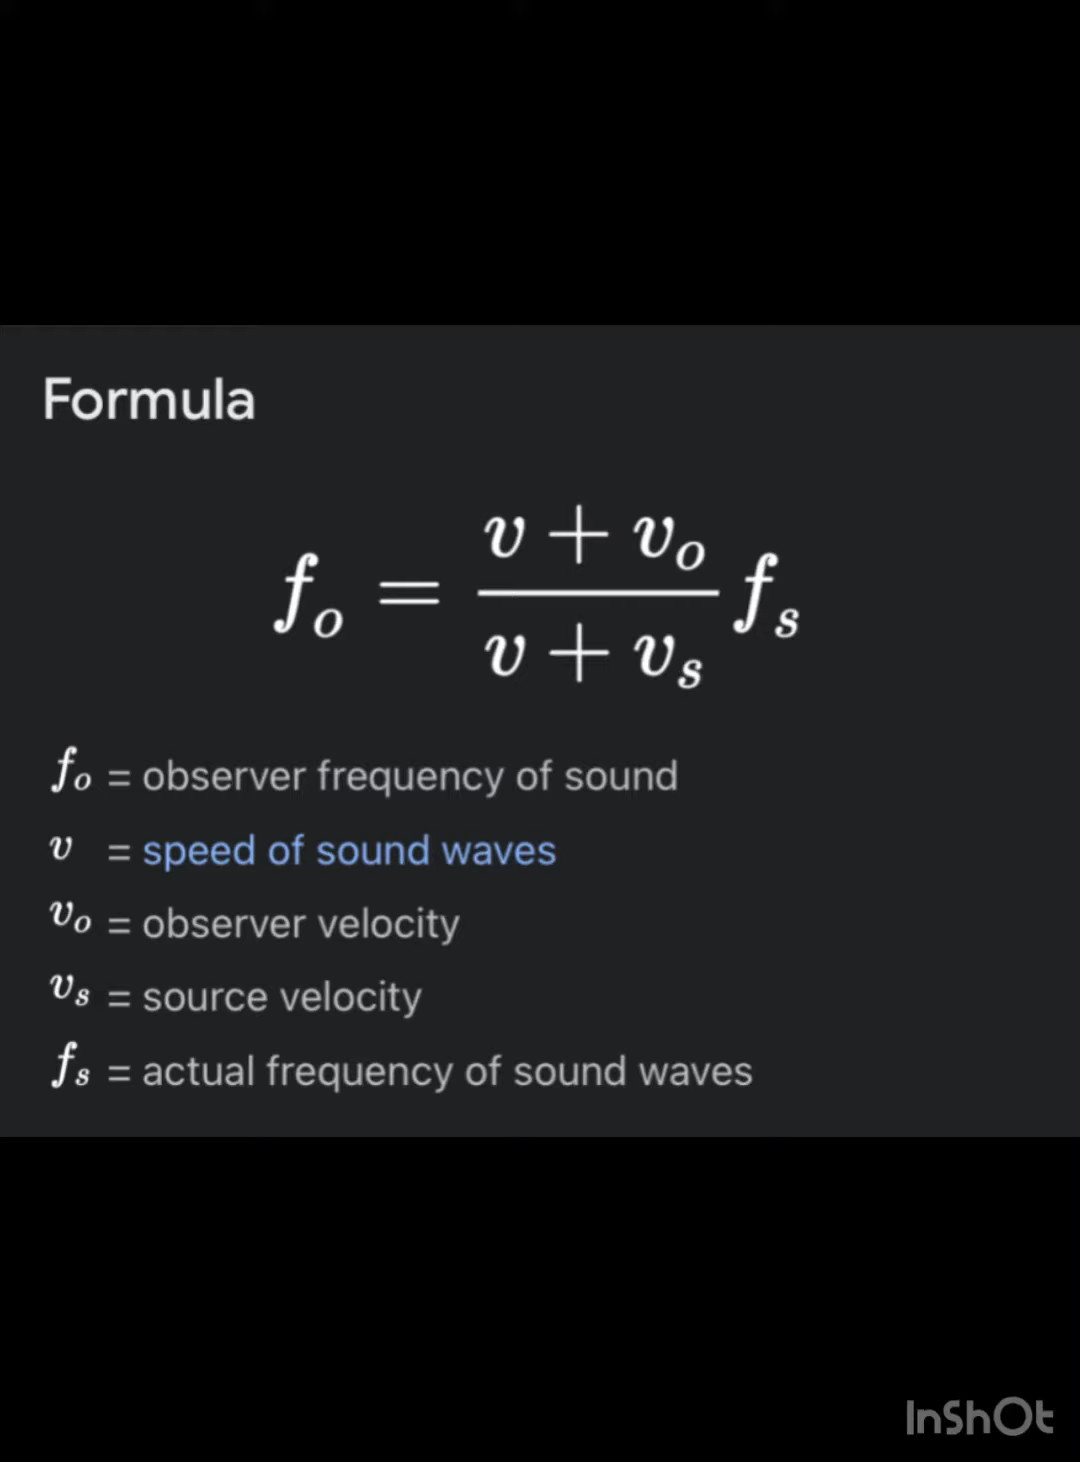 Formula
fₒ = (v + vₒ) / (v + vₛ) fₛ
fₒ = observer frequency of sound
v = speed of sound waves
vₒ = observer velocity
vₛ = source velocity
fₛ = actual frequency of sound waves
InShOt